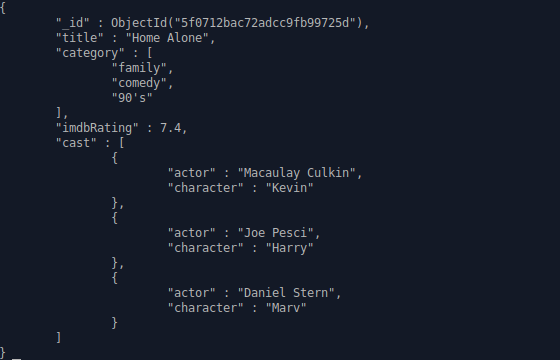 {
"_id" : ObjectId("5f0712bac72adcc9fb99725d"),
"title" : "Home Alone",
"category" : [
"family",
"comedy",
"90's"
],
"imdbRating" : 7.4,
"cast" : [
{
"actor" : "Macaulay Culkin",
"character" : "Kevin"
},
{
"actor" : "Joe Pesci",
"character" : "Harry"
},
{
"actor" : "Daniel Stern",
"character" : "Marv"
}
]
}